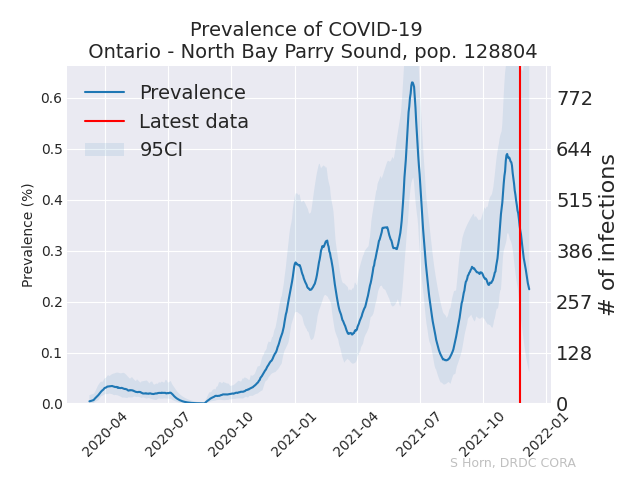 Prevalence of COVID-19
Ontario - North Bay Parry Sound, pop. 128804
Prevalence
Latest data
95CI
Prevalence (%)
0.6
0.5
0.4
0.3
0.2
0.1
0.0
772
644
515
386
257
128
0
# of infections
2020-04
2020-07
2020-10
2021-01
2021-04
2021-07
2021-10
2022-01
S Horn, DRDC CORA